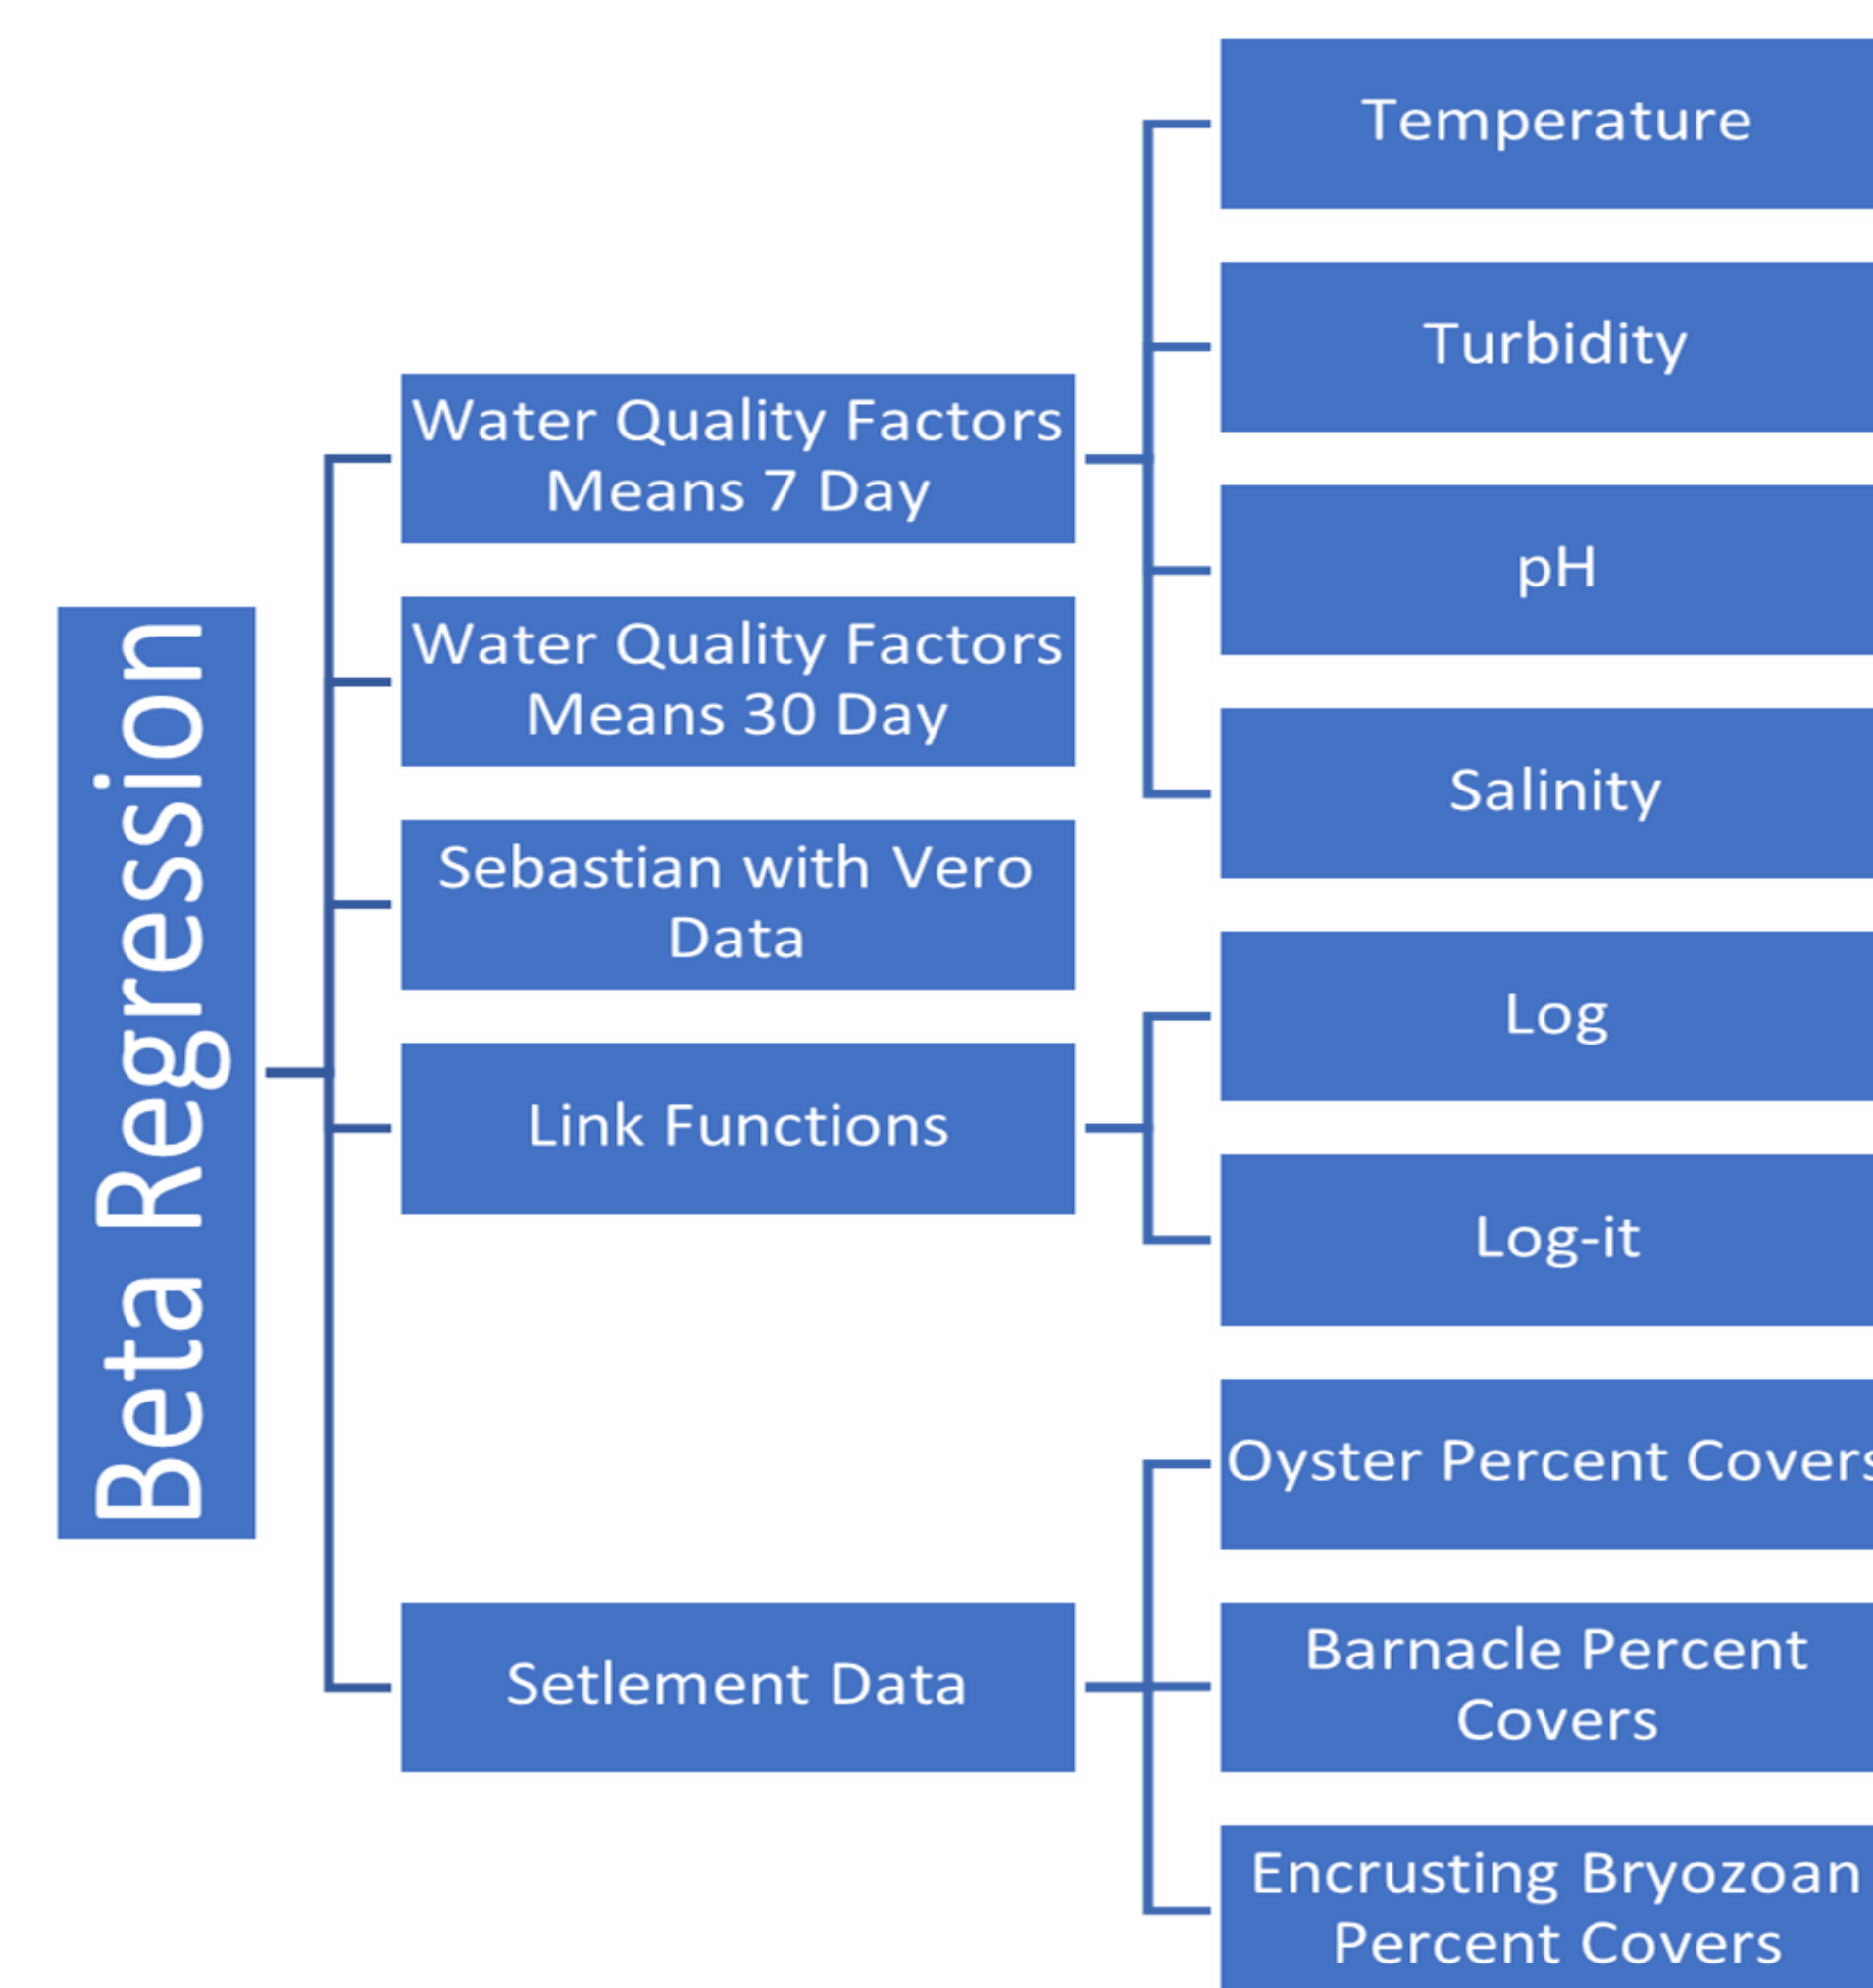 Beta Regression
Water Quality Factors
Means 7 Day
Temperature
Turbidity
pH
Salinity
Water Quality Factors
Means 30 Day
Sebastian with Vero
Data
Link Functions
Log
Log-it
Setlement Data
Oyster Percent Covers
Barnacle Percent
Covers
Encrusting Bryozoan
Percent Covers